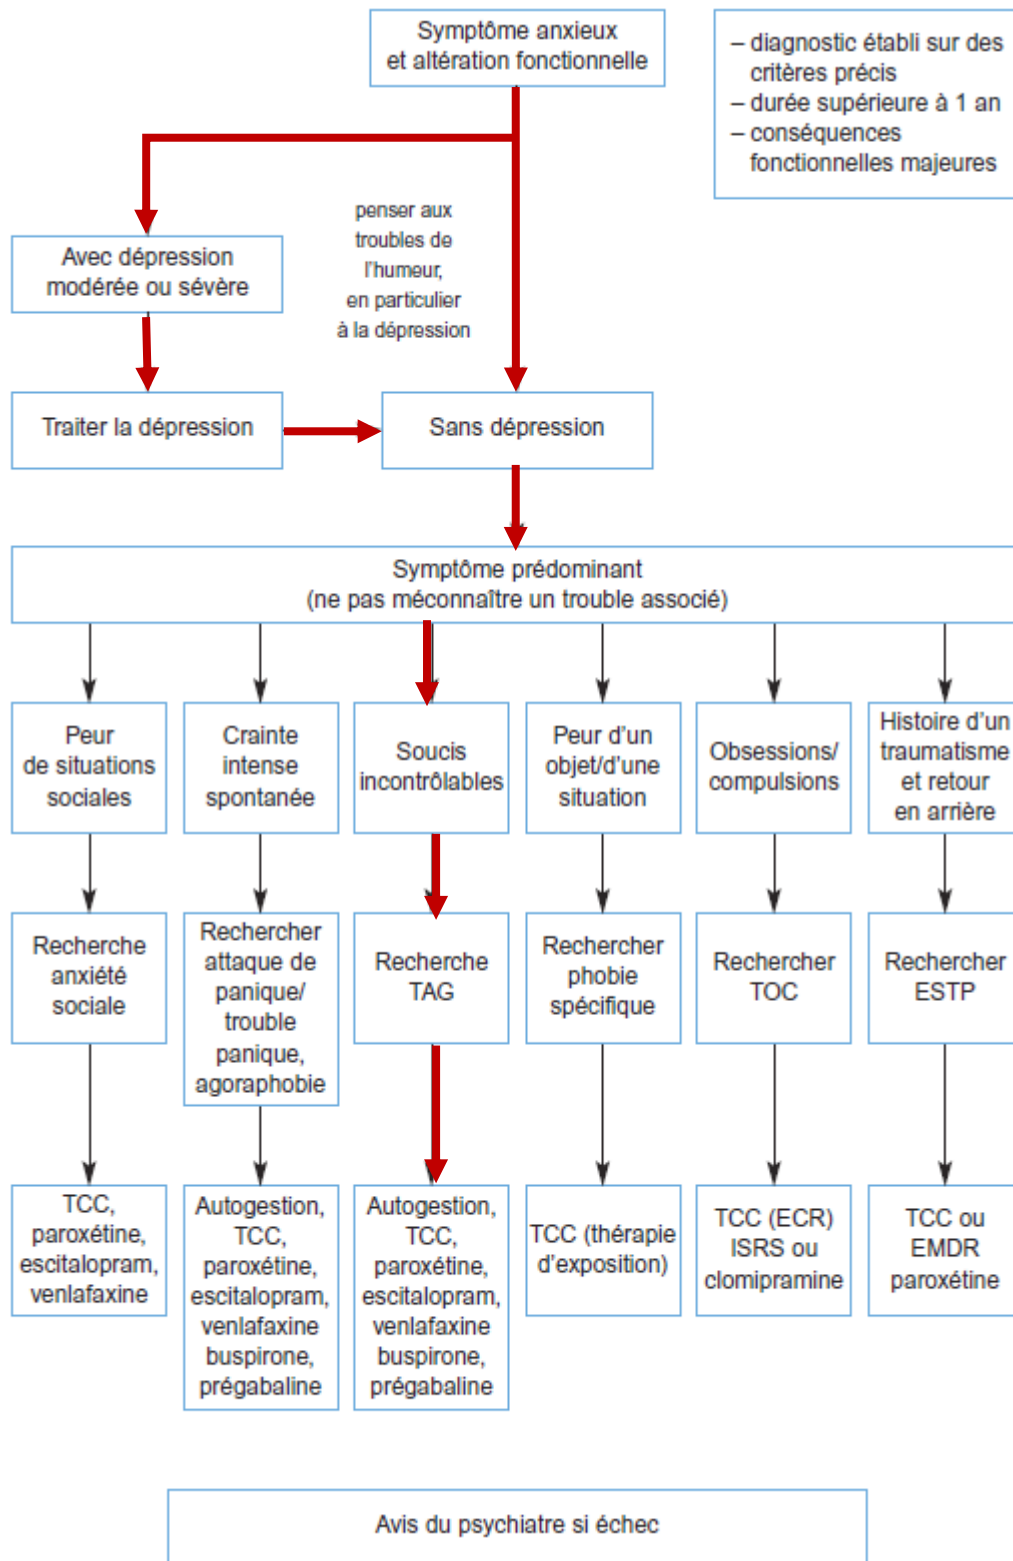 Symptôme anxieux
et altération fonctionnelle
– diagnostic établi sur des
critères précis
– durée supérieure à 1 an
– conséquences
fonctionnelles majeures
penser aux
troubles de
l'humeur,
en particulier
à la dépression
Avec dépression
modérée ou sévère
Traiter la dépression
Sans dépression
Symptôme prédominant
(ne pas méconnaître un trouble associé)
Peur
de situations
sociales
Crainte
intense
spontanée
Soucis
incontrôlables
Peur d'un
objet/d'une
situation
Obsessions/
compulsions
Histoire d'un
traumatisme
et retour
en arrière
Recherche
anxiété
sociale
Rechercher
attaque de
panique/
trouble
panique,
agoraphobie
Recherche
TAG
Rechercher
phobie
spécifique
Rechercher
TOC
Rechercher
ESTP
TCC,
paroxétine,
escitalopram,
venlafaxine
Autogestion,
TCC,
paroxétine,
escitalopram,
venlafaxine
buspirone,
prégabaline
Autogestion,
TCC,
paroxétine,
escitalopram,
venlafaxine
buspirone,
prégabaline
TCC (thérapie
d'exposition)
TCC (ECR)
ISRS ou
clomipramine
TCC ou
EMDR
paroxétine
Avis du psychiatre si échec